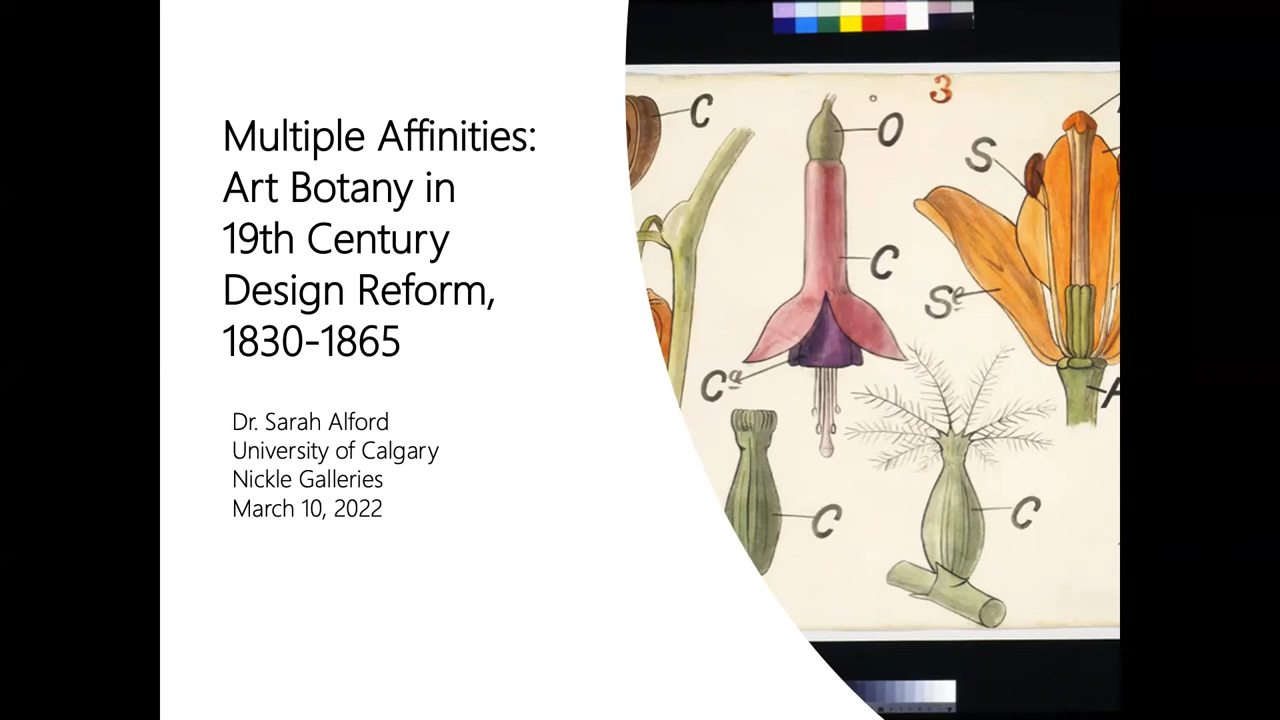 Multiple Affinities:
Art Botany in
19th Century
Design Reform,
1830-1865
Dr. Sarah Alford
University of Calgary
Nickle Galleries
March 10, 2022
3
C
O
S
C
Se
Ca
A
C
C